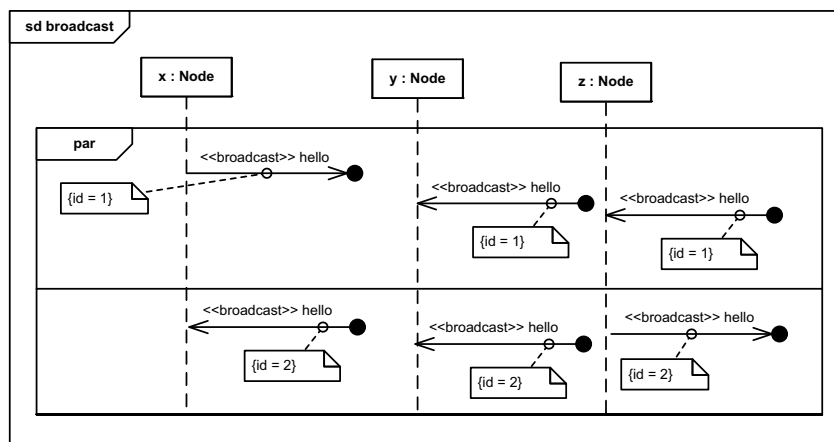 sd broadcast
x : Node
y : Node
z : Node
par
<<broadcast>> hello
{id = 1}
<<broadcast>> hello
<<broadcast>> hello
{id = 1}
{id = 1}
<<broadcast>> hello
<<broadcast>> hello
<<broadcast>> hello
{id = 2}
{id = 2}
{id = 2}